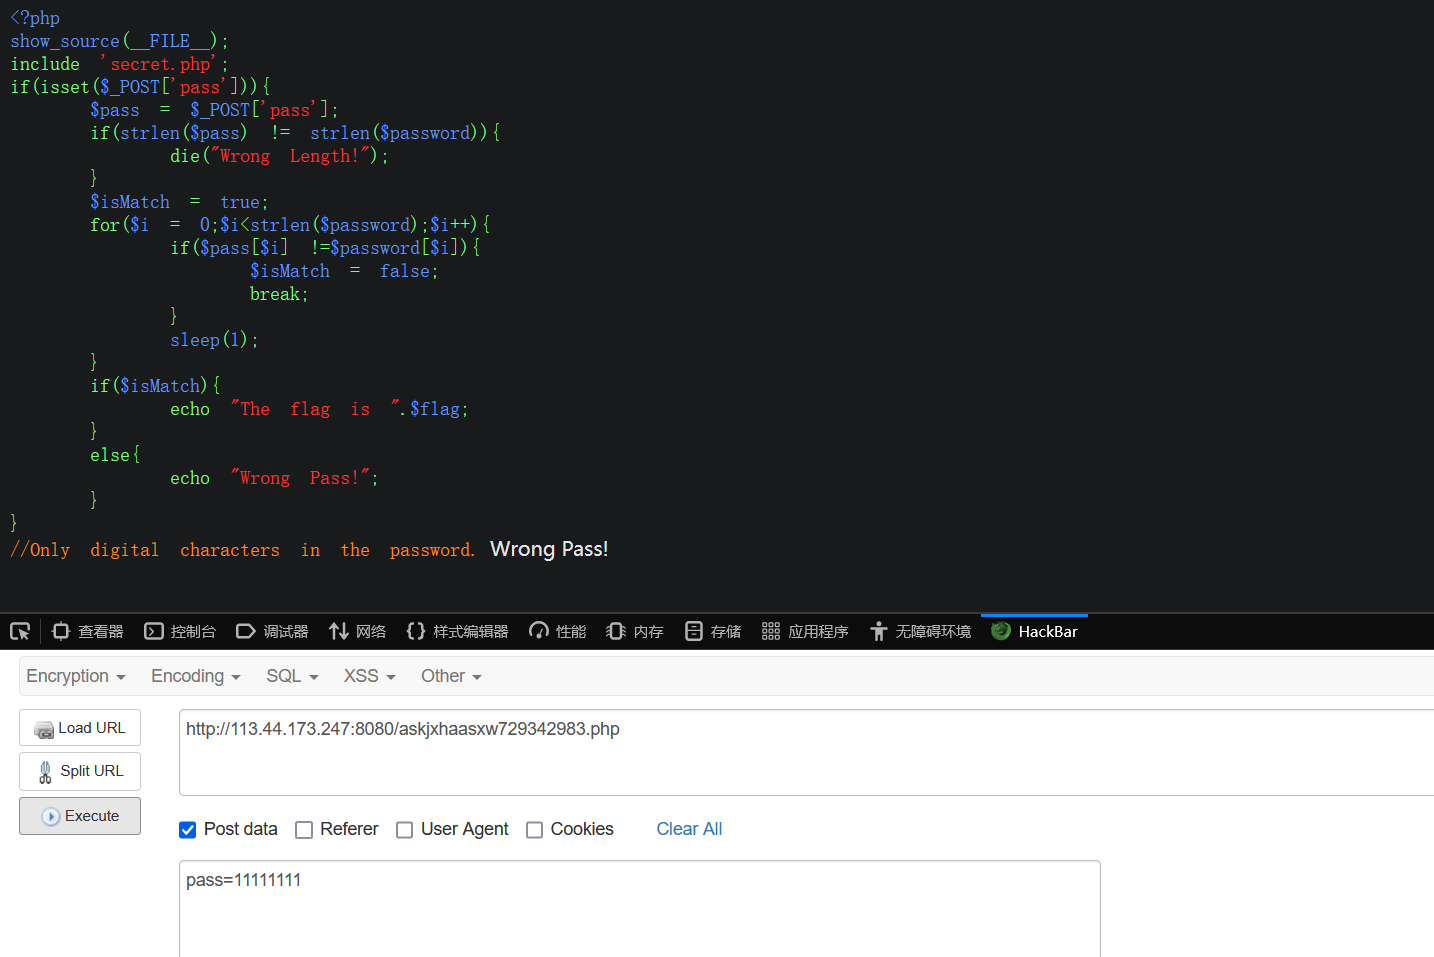 <?php
show_source(__FILE__);
include 'secret.php';
if(isset($_POST['pass'])){
$pass = $_POST['pass'];
if(strlen($pass) != strlen($password)){
die("Wrong Length!");
}
$isMatch = true;
for($i = 0;$i<strlen($password);$i++){
if($pass[$i] !=$password[$i]){
$isMatch = false;
break;
}
sleep(1);
}
if($isMatch){
echo "The flag is ".$flag;
}
else{
echo "Wrong Pass!";
}
}
//Only digital characters in the password. Wrong Pass!
查看器 控制台 调试器 网络 样式编辑器 性能 内存 存储 应用程序 无障碍环境 HackBar
Encryption Encoding SQL XSS Other
Load URL
http://113.44.173.247:8080/askjxhaasxw729342983.php
Split URL
Execute
Post data Referer User Agent Cookies Clear All
pass=11111111